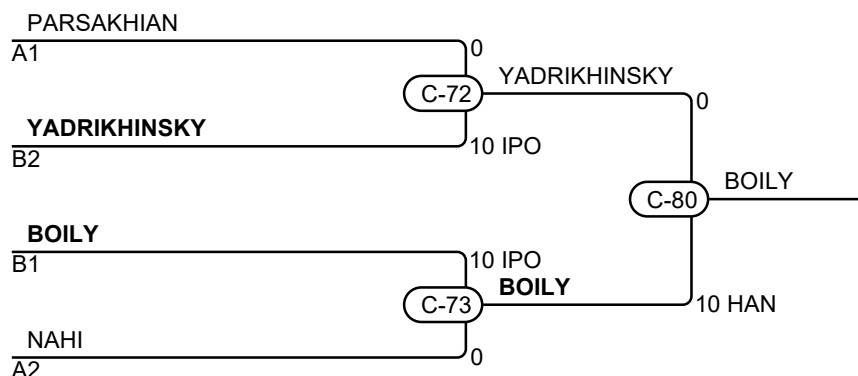 PARSAKHIAN
A1
0
C-72
YADRIKHINSKY
0
YADRIKHINSKY
B2
10 IPO
C-80
BOILY
BOILY
B1
10 IPO
C-73
BOILY
10 HAN
NAHI
A2
0